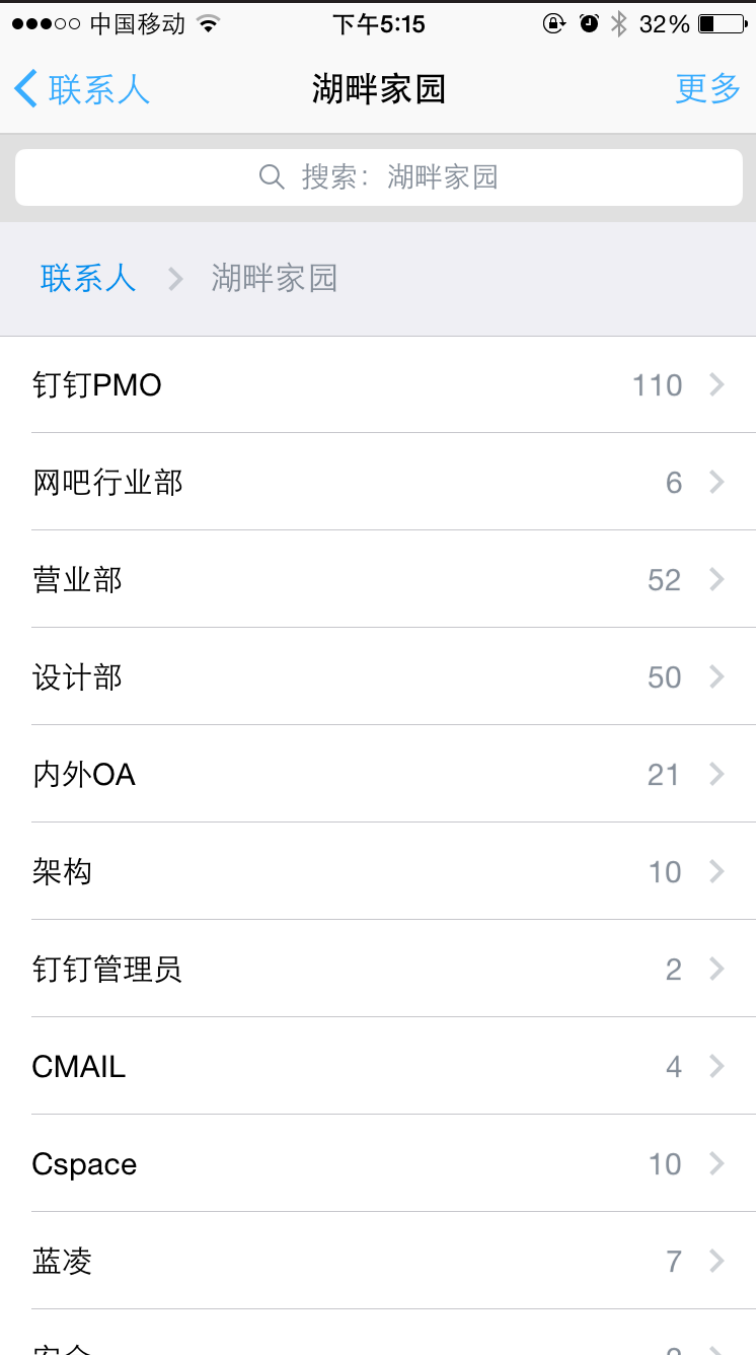 中国移动 下午5:15 32%
联系人 湖畔家园 更多
搜索：湖畔家园
联系人 湖畔家园
钉钉PMO 110
网吧行业部 6
营业部 52
设计部 50
内外OA 21
架构 10
钉钉管理员 2
CMAIL 4
Cspace 10
蓝凌 7